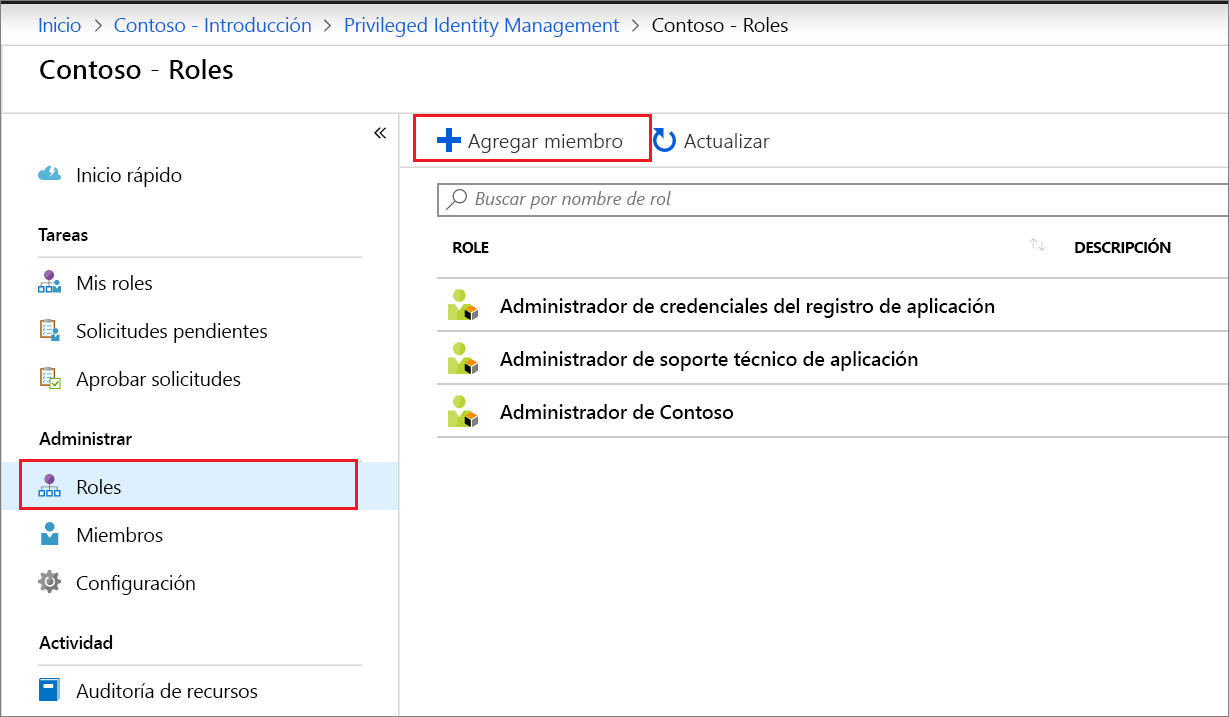 Inicio > Contoso - Introducción > Privileged Identity Management > Contoso - Roles
Contoso - Roles
«
Inicio rápido
Tareas
Mis roles
Solicitudes pendientes
Aprobar solicitudes
Administrar
Roles
Miembros
Configuración
Actividad
Auditoría de recursos
Agregar miembro Actualizar
Buscar por nombre de rol
ROLE DESCRIPCIÓN
Administrador de credenciales del registro de aplicación
Administrador de soporte técnico de aplicación
Administrador de Contoso